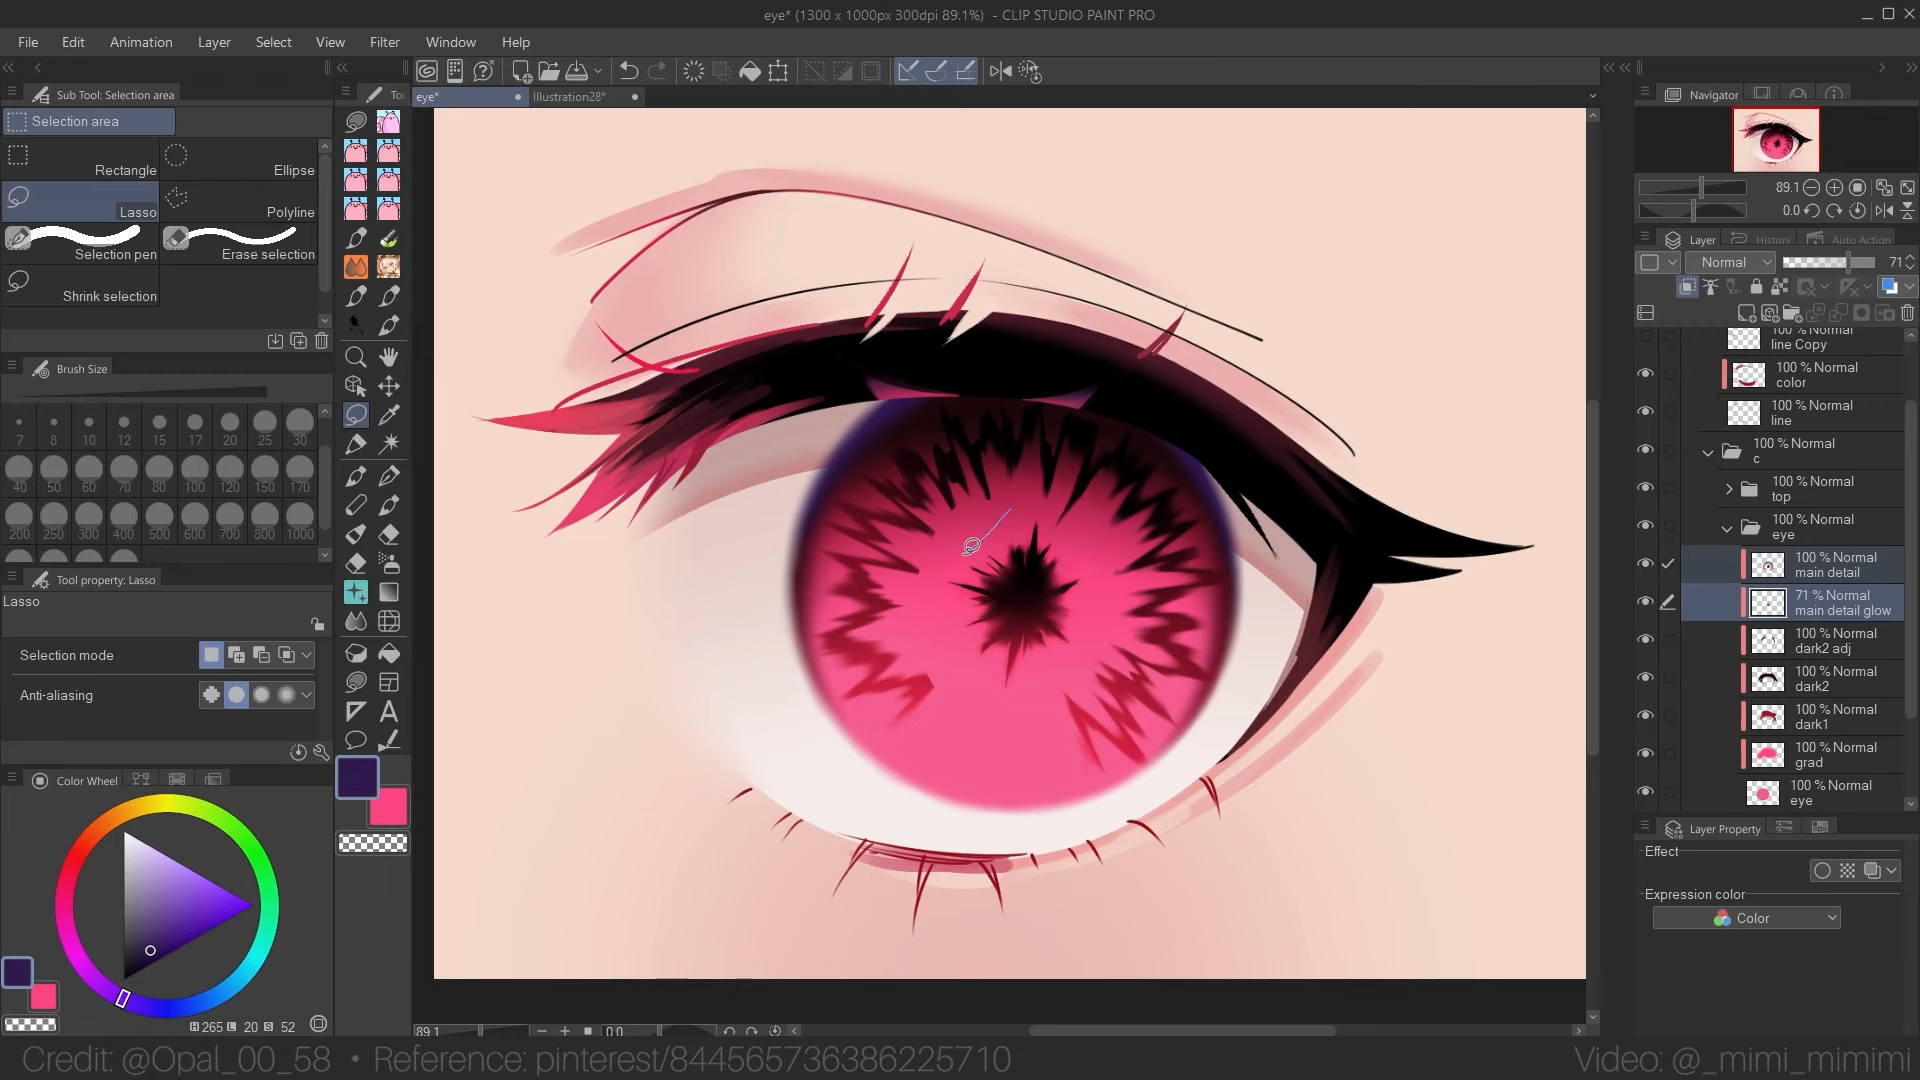 eye* (1300 x 1000px 300dpi 89.1%) - CLIP STUDIO PAINT PRO
File Edit Animation Layer Select View Filter Window Help
Sub Tool: Selection area
Selection area
Rectangle
Ellipse
Lasso
Polyline
Selection pen
Erase selection
Shrink selection
Brush Size
7 8 10 12 15 17 20 25 30
40 50 60 70 80 100 120 150 170
200 250 300 400 500 600 700 800 1000
Tool property: Lasso
Lasso
Selection mode
Anti-aliasing
Color Wheel
H 265 L 20 S 52
eye*
Illustration28*
89.1
0.0
Navigator
89.1
0.0
Layer
History
Auto Action
Normal
71
100 % Normal
line Copy
100 % Normal
color
100 % Normal
line
100 % Normal
c
100 % Normal
top
100 % Normal
eye
100 % Normal
main detail
71 % Normal
main detail glow
100 % Normal
dark2 adj
100 % Normal
dark2
100 % Normal
dark1
100 % Normal
grad
100 % Normal
eye
Layer Property
Effect
Expression color
Color
Credit: @Opal_00_58 • Reference: pinterest/844565736386225710
Video: @_mimi_mimimi